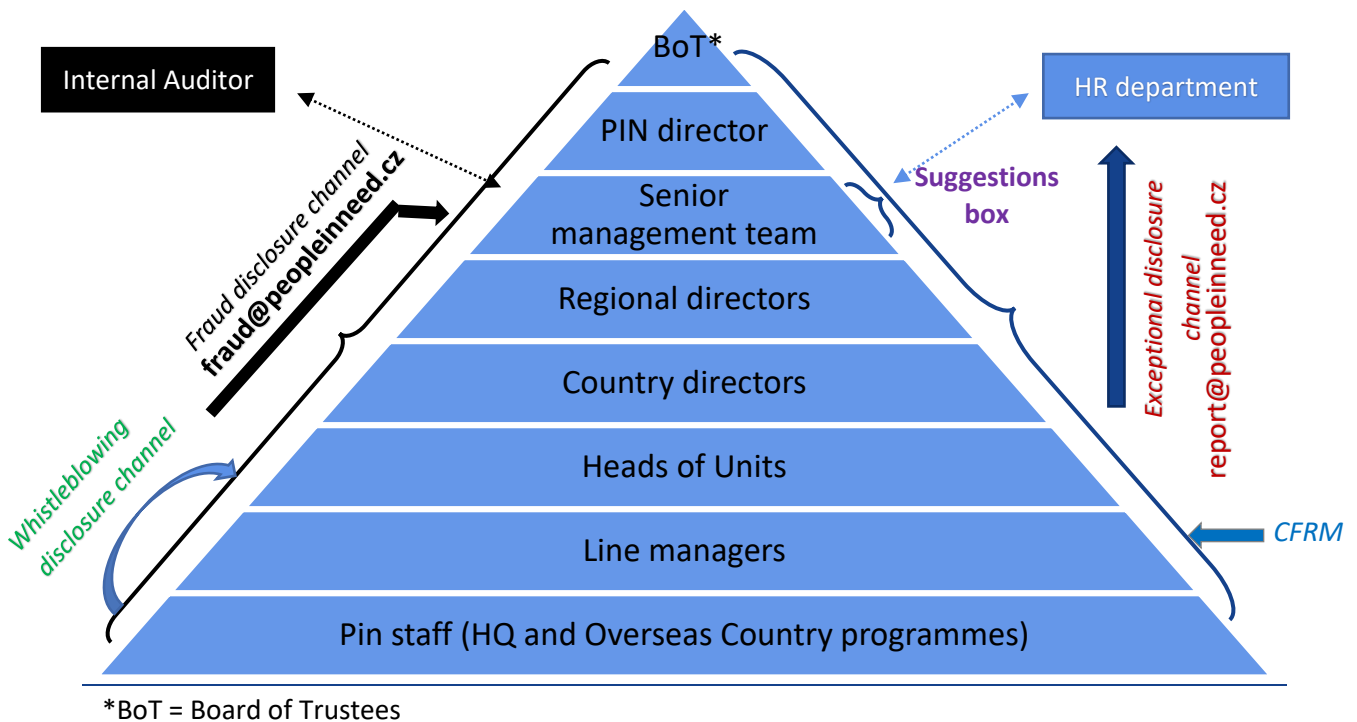 BoT*
Internal Auditor
HR department
PIN director
Fraud disclosure channel
fraud@peopleinneed.cz
Suggestions
box
Senior
management team
Exceptional disclosure
channel
report@peopleinneed.cz
Regional directors
Country directors
Whistleblowing
disclosure channel
Heads of Units
Line managers
CFRM
Pin staff (HQ and Overseas Country programmes)
*BoT = Board of Trustees